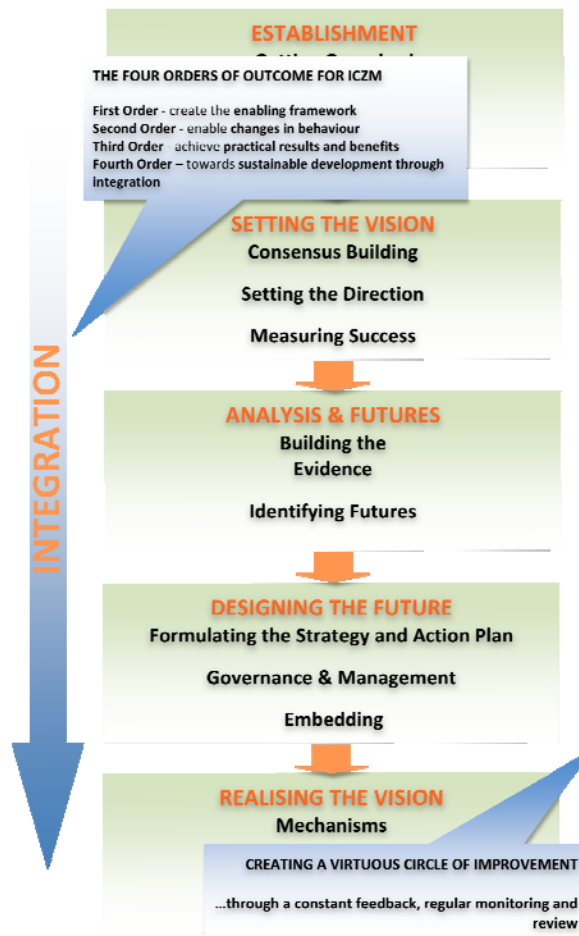 ESTABLISHMENT
THE FOUR ORDERS OF OUTCOME FOR ICZM
First Order - create the enabling framework
Second Order - enable changes in behaviour
Third Order - achieve practical results and benefits
Fourth Order – towards sustainable development through
integration
SETTING THE VISION
Consensus Building
Setting the Direction
Measuring Success
INTEGRATION
ANALYSIS & FUTURES
Building the
Evidence
Identifying Futures
DESIGNING THE FUTURE
Formulating the Strategy and Action Plan
Governance & Management
Embedding
REALISING THE VISION
Mechanisms
CREATING A VIRTUOUS CIRCLE OF IMPROVEMENT
...through a constant feedback, regular monitoring and
review